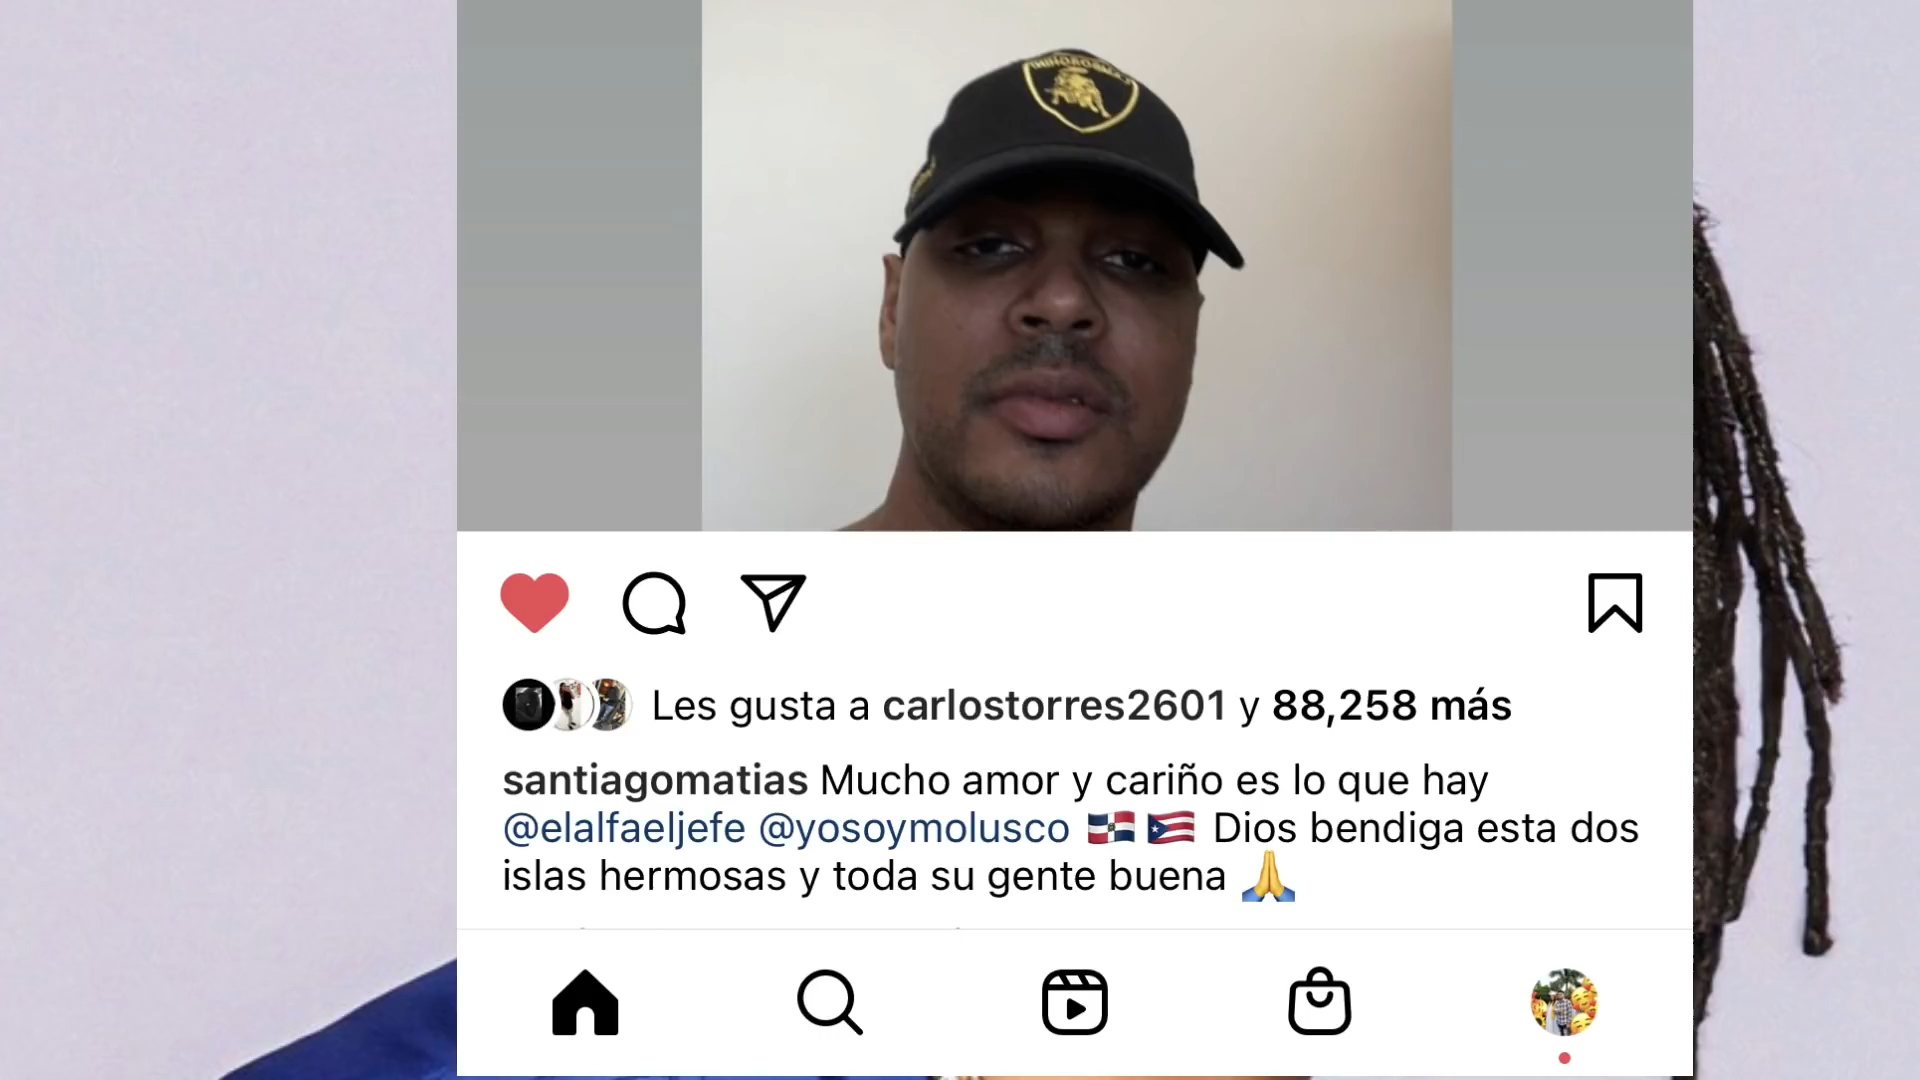 Les gusta a carlostorres2601 y 88,258 más
santiagomatias Mucho amor y cariño es lo que hay
@elalfaeljefe @yosoymolusco 🇩🇴 🇵🇷 Dios bendiga esta dos
islas hermosas y toda su gente buena 🙏